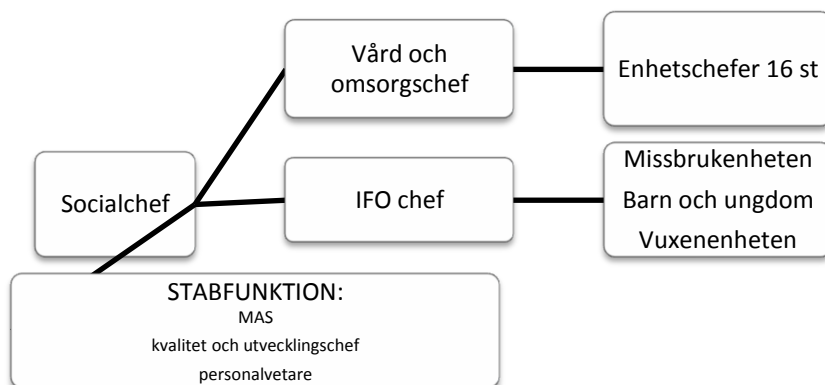 Vård och
omsorgschef
Enhetschefer 16 st
Socialchef
IFO chef
Missbrukenheten
Barn och ungdom
Vuxenenheten
STABFUNKTION:
MAS
kvalitet och utvecklingschef
personalvetare